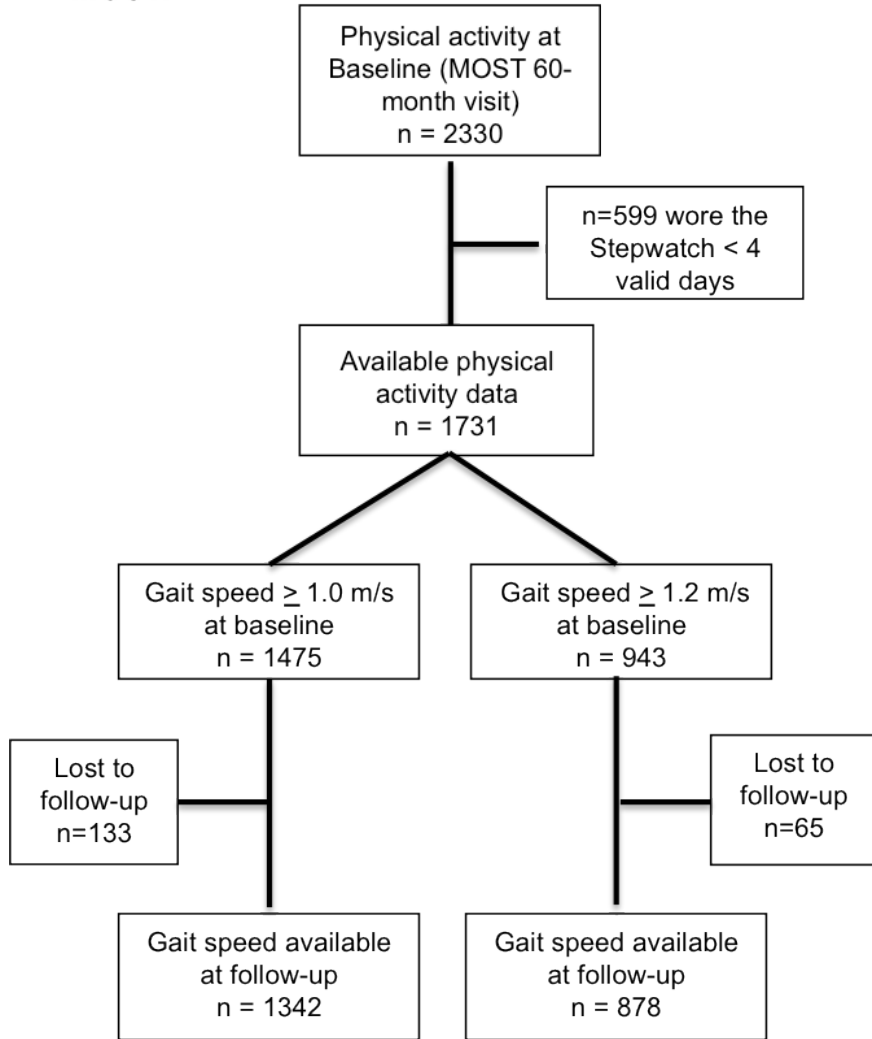 Physical activity at
Baseline (MOST 60-
month visit)
n = 2330
n=599 wore the
Stepwatch < 4
valid days
Available physical
activity data
n = 1731
Gait speed ≥ 1.0 m/s
at baseline
n = 1475
Gait speed ≥ 1.2 m/s
at baseline
n = 943
Lost to
follow-up
n=133
Lost to
follow-up
n=65
Gait speed available
at follow-up
n = 1342
Gait speed available
at follow-up
n = 878